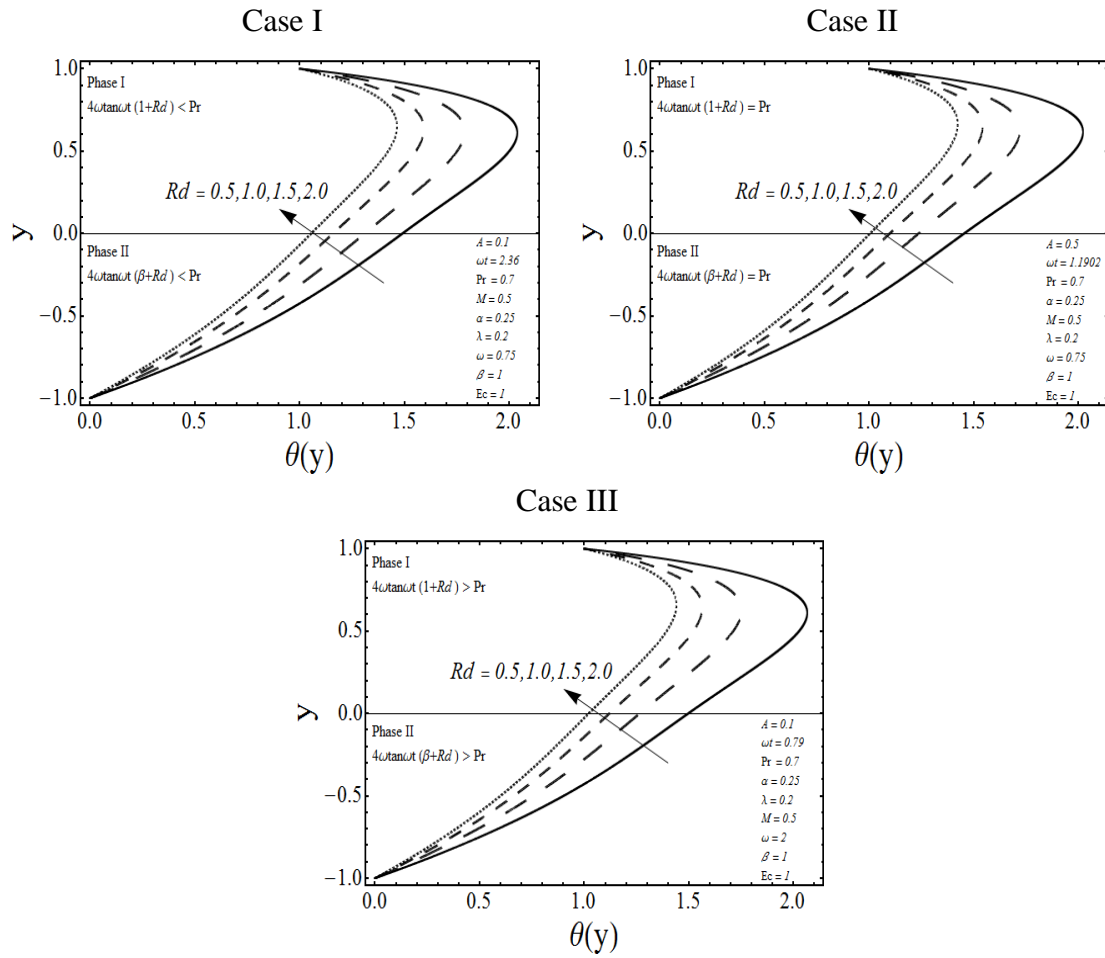 Case I
Case II
1.0
Phase I
4ωtanωt (1+Rd ) < Pr
0.5
Rd = 0.5,1.0,1.5,2.0
y
0.0
Phase II
4ωtanωt (β+Rd ) < Pr
A = 0.1
ωt = 2.36
Pr = 0.7
M = 0.5
α = 0.25
λ = 0.2
ω = 0.75
β = 1
Ec = 1
−0.5
−1.0
0.0 0.5 1.0 1.5 2.0
θ(y)
1.0
Phase I
4ωtanωt (1+Rd ) = Pr
0.5
Rd = 0.5,1.0,1.5,2.0
y
0.0
Phase II
4ωtanωt (β+Rd ) = Pr
A = 0.5
ωt = 1.1902
Pr = 0.7
α = 0.25
M = 0.5
λ = 0.2
ω = 0.75
β = 1
Ec = 1
−0.5
−1.0
0.0 0.5 1.0 1.5 2.0
θ(y)
Case III
1.0
Phase I
4ωtanωt (1+Rd ) > Pr
0.5
Rd = 0.5,1.0,1.5,2.0
y
0.0
Phase II
4ωtanωt (β+Rd ) > Pr
A = 0.1
ωt = 0.79
Pr = 0.7
α = 0.25
λ = 0.2
M = 0.5
ω = 2
β = 1
Ec = 1
−0.5
−1.0
0.0 0.5 1.0 1.5 2.0
θ(y)